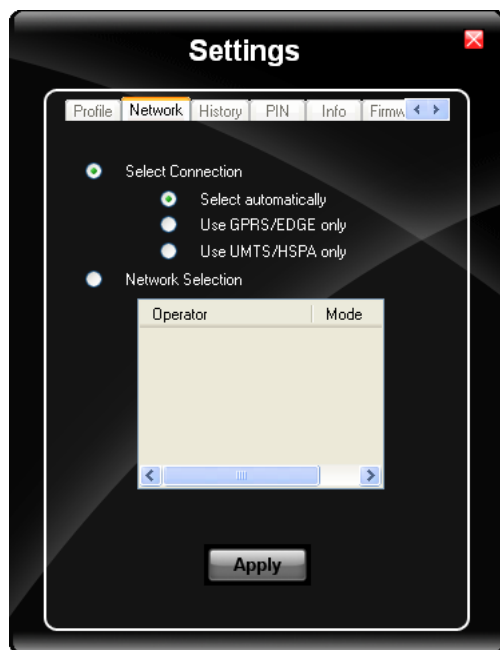 Settings
Profile Network History PIN Info Firmw
Select Connection
Select automatically
Use GPRS/EDGE only
Use UMTS/HSPA only
Network Selection
Operator Mode
Apply